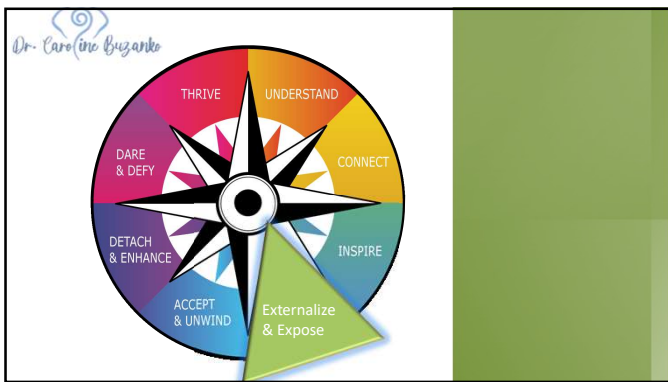 Dr. Caroline Buzanko
THRIVE
UNDERSTAND
DARE
& DEFY
CONNECT
DETACH
& ENHANCE
INSPIRE
ACCEPT
& UNWIND
Externalize
& Expose